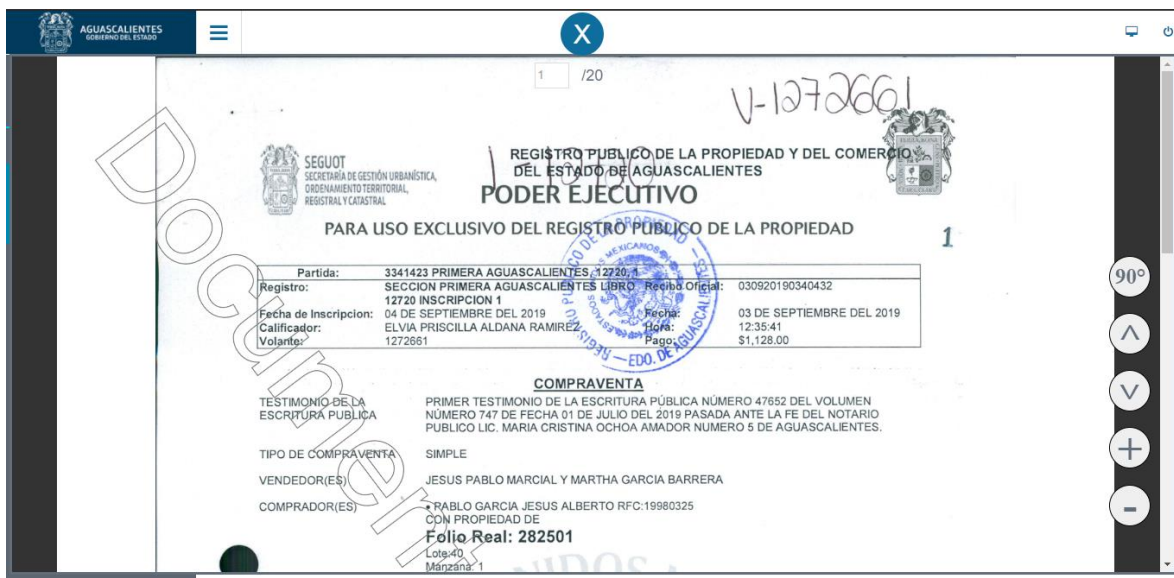 AGUASCALIENTES
GOBIERNO DEL ESTADO
X
1 /20
V-1272661
SEGUOT
SECRETARÍA DE GESTIÓN URBANÍSTICA,
ORDENAMIENTO TERRITORIAL,
REGISTRAL Y CATASTRAL
REGISTRO PUBLICO DE LA PROPIEDAD Y DEL COMERCIO
DEL ESTADO DE AGUASCALIENTES
PODER EJECUTIVO
PARA USO EXCLUSIVO DEL REGISTRO PUBLICO DE LA PROPIEDAD
1
Partida: 3341423 PRIMERA AGUASCALIENTES, 12720, 1
Registro: SECCION PRIMERA AGUASCALIENTES LIBRO Recibo Oficial: 030920190340432
12720 INSCRIPCION 1
Fecha de Inscripcion: 04 DE SEPTIEMBRE DEL 2019 Fecha: 03 DE SEPTIEMBRE DEL 2019
Calificador: ELVIA PRISCILLA ALDANA RAMIREZ Hora: 12:35:41
Volante: 1272661 Pago: $1,128.00
COMPRAVENTA
TESTIMONIO DE LA ESCRITURA PUBLICA PRIMER TESTIMONIO DE LA ESCRITURA PÚBLICA NÚMERO 47652 DEL VOLUMEN
NÚMERO 747 DE FECHA 01 DE JULIO DEL 2019 PASADA ANTE LA FE DEL NOTARIO
PUBLICO LIC. MARIA CRISTINA OCHOA AMADOR NUMERO 5 DE AGUASCALIENTES.
TIPO DE COMPRAVENTA SIMPLE
VENDEDOR(ES) JESUS PABLO MARCIAL Y MARTHA GARCIA BARRERA
COMPRADOR(ES) • PABLO GARCIA JESUS ALBERTO RFC:19980325
CON PROPIEDAD DE
Folio Real: 282501
Lote:40
Manzana: 1
Document
90°